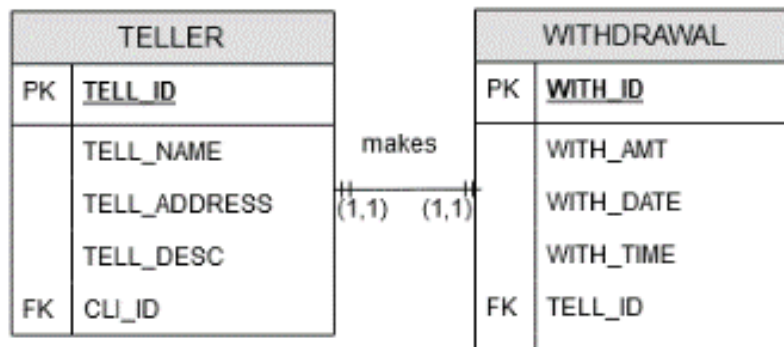 TELLER
PK TELL_ID
TELL_NAME
TELL_ADDRESS
TELL_DESC
FK CLI_ID
makes
(1,1) (1,1)
WITHDRAWAL
PK WITH_ID
WITH_AMT
WITH_DATE
WITH_TIME
FK TELL_ID